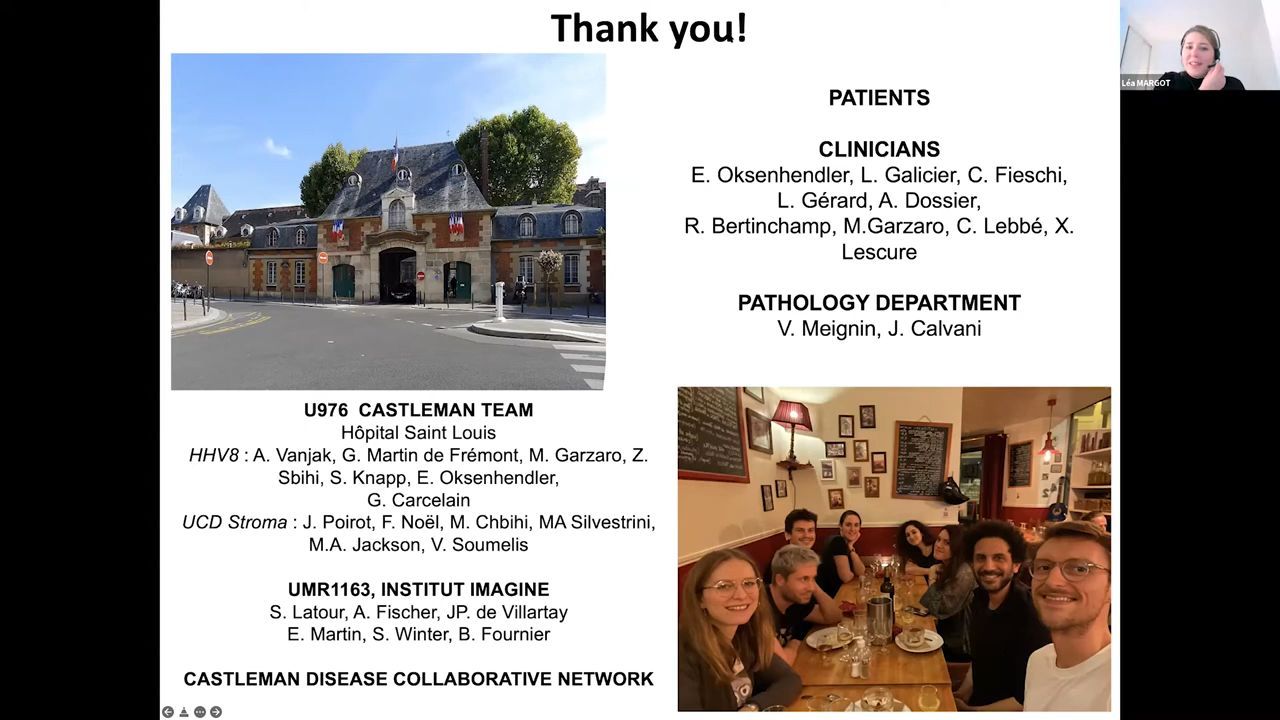 Thank you!
Léa MARGOT
PATIENTS
CLINICIANS
E. Oksenhendler, L. Galicier, C. Fieschi,
L. Gérard, A. Dossier,
R. Bertinchamp, M.Garzaro, C. Lebbé, X.
Lescure
PATHOLOGY DEPARTMENT
V. Meignin, J. Calvani
U976 CASTLEMAN TEAM
Hôpital Saint Louis
HHV8 : A. Vanjak, G. Martin de Frémont, M. Garzaro, Z.
Sbihi, S. Knapp, E. Oksenhendler,
G. Carcelain
UCD Stroma : J. Poirot, F. Noël, M. Chbihi, MA Silvestrini,
M.A. Jackson, V. Soumelis
UMR1163, INSTITUT IMAGINE
S. Latour, A. Fischer, JP. de Villartay
E. Martin, S. Winter, B. Fournier
CASTLEMAN DISEASE COLLABORATIVE NETWORK